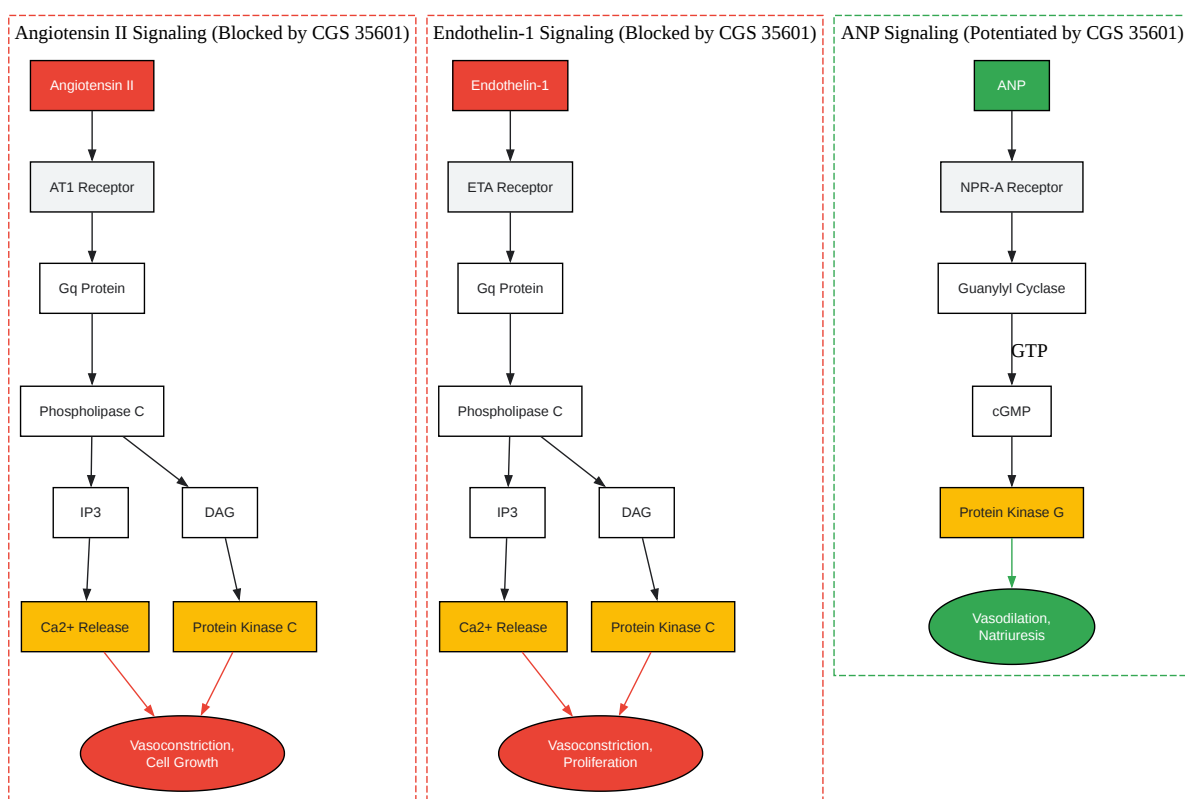 Angiotensin II Signaling (Blocked by CGS 35601)
Angiotensin II
AT1 Receptor
Gq Protein
Phospholipase C
IP3
DAG
Ca2+ Release
Protein Kinase C
Vasoconstriction,
Cell Growth
Endothelin-1 Signaling (Blocked by CGS 35601)
Endothelin-1
ETA Receptor
Gq Protein
Phospholipase C
IP3
DAG
Ca2+ Release
Protein Kinase C
Vasoconstriction,
Proliferation
ANP Signaling (Potentiated by CGS 35601)
ANP
NPR-A Receptor
Guanylyl Cyclase
GTP
cGMP
Protein Kinase G
Vasodilation,
Natriuresis